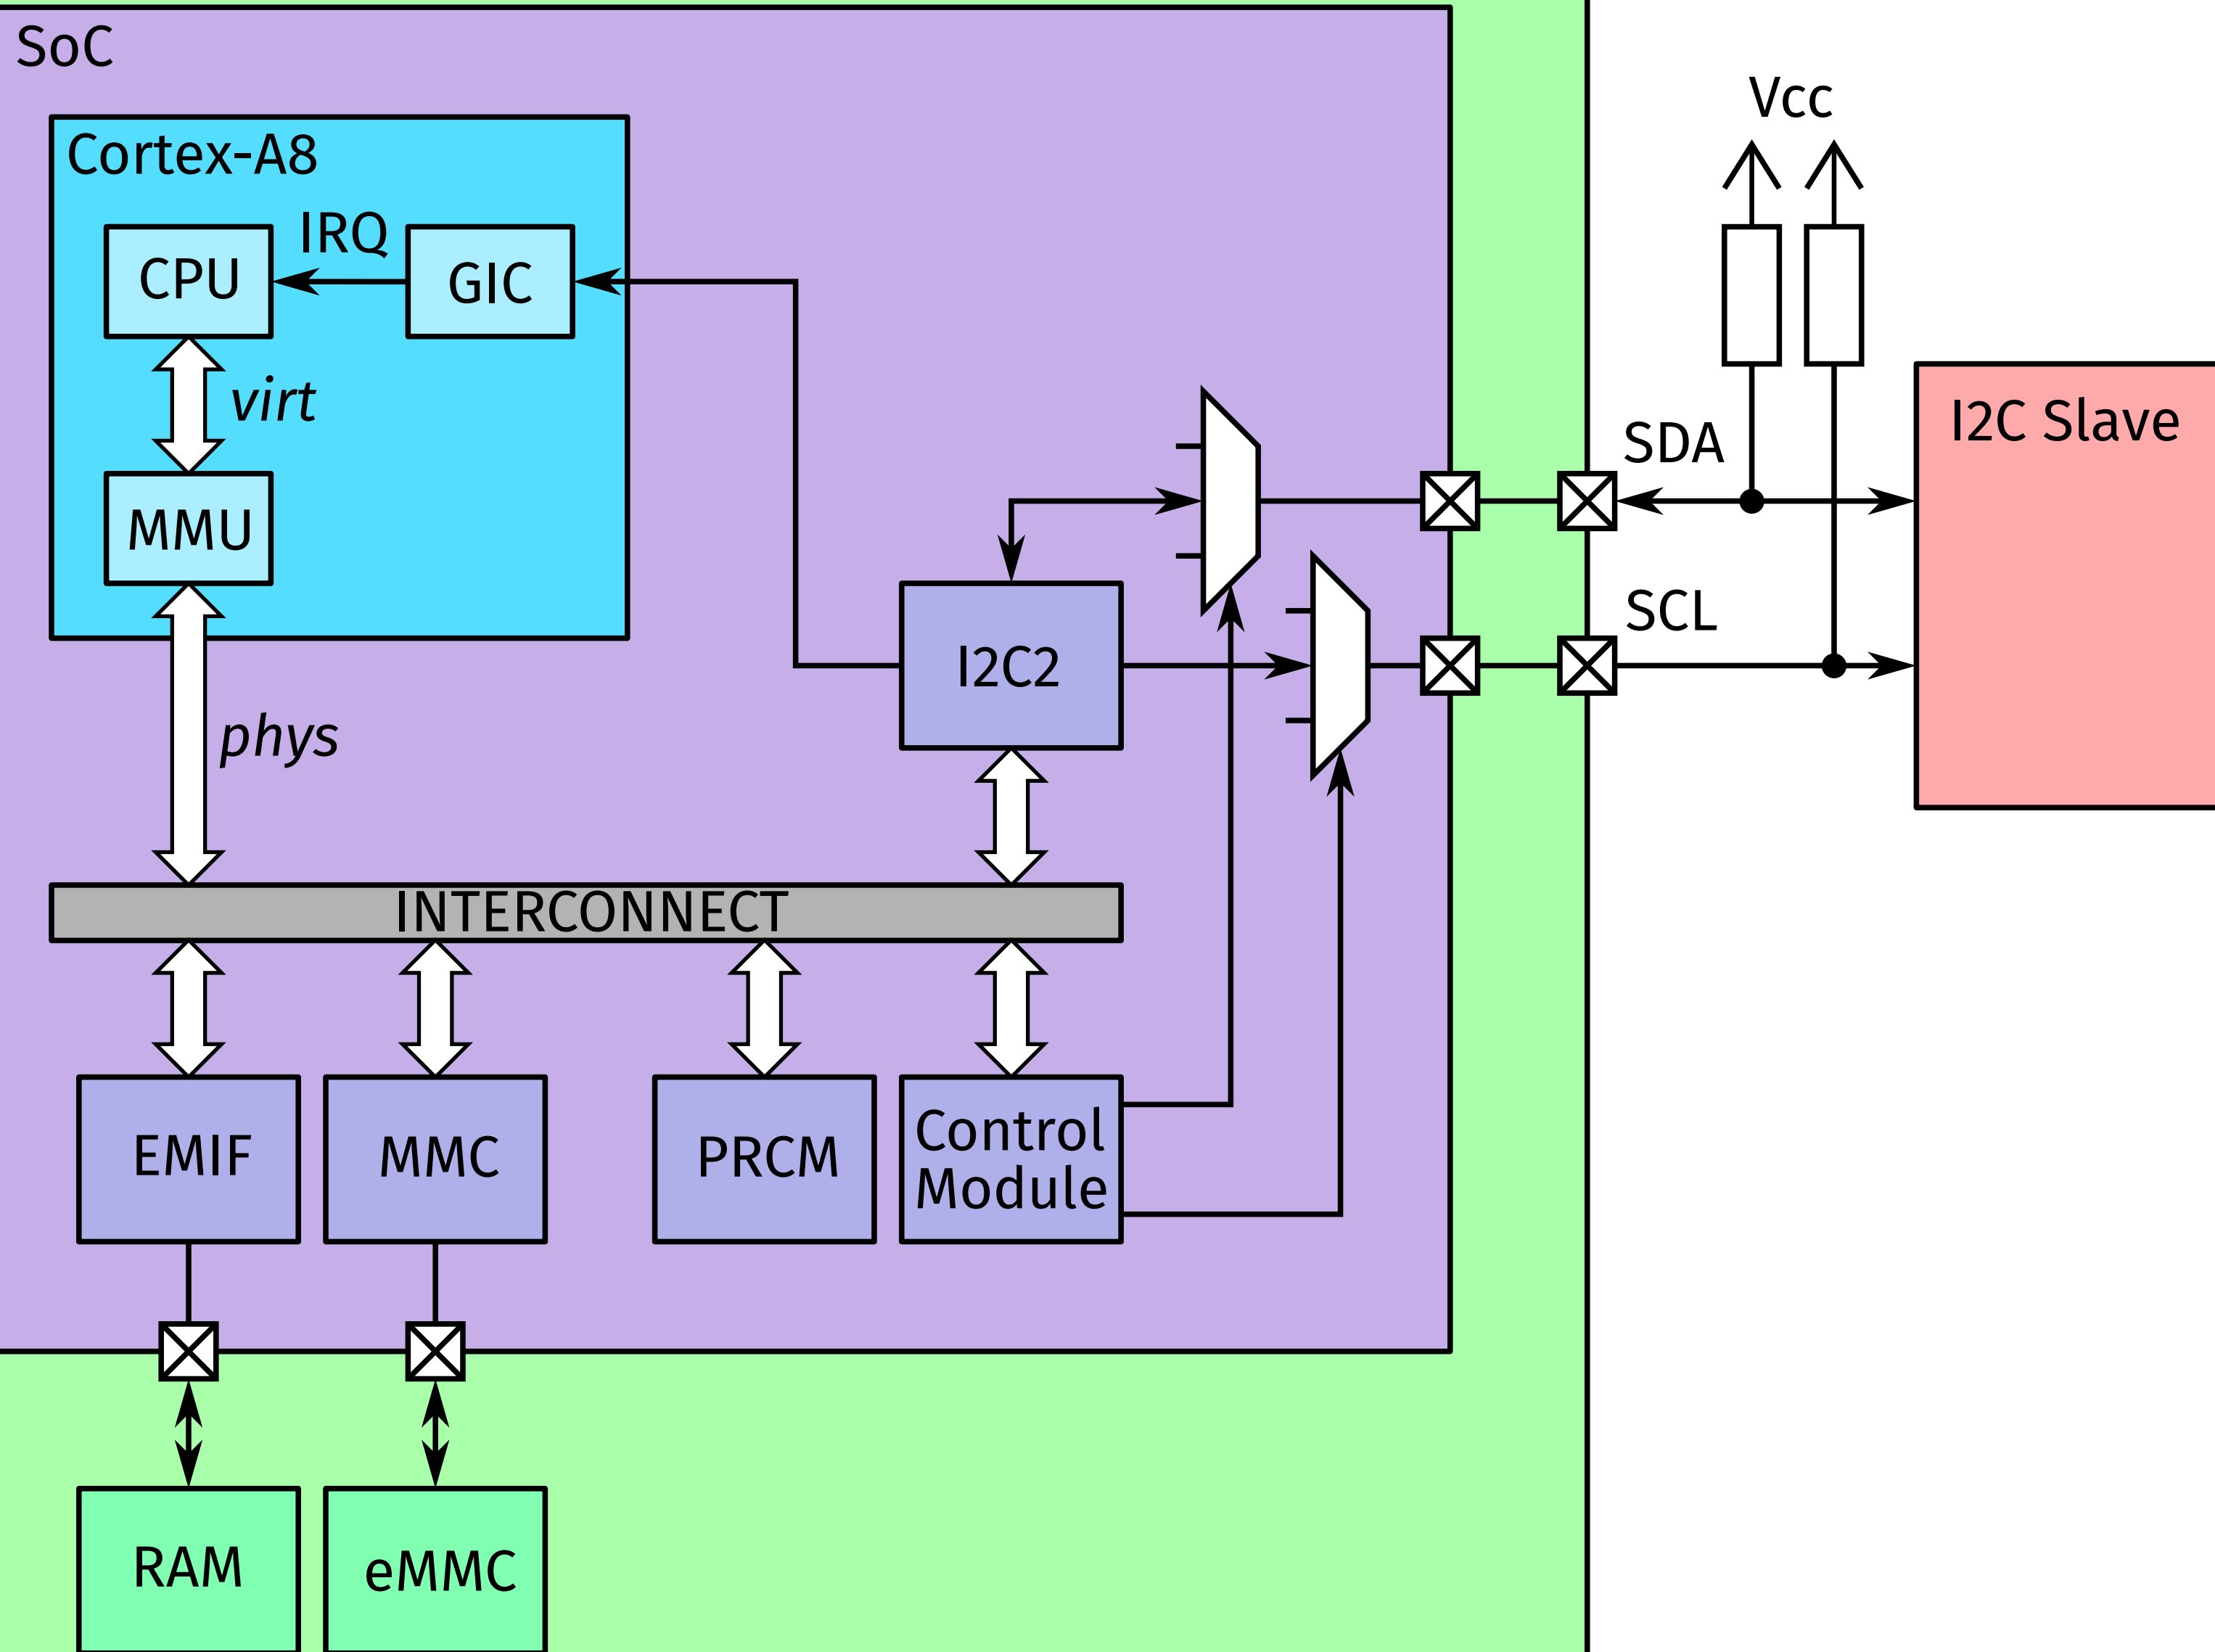 SoC
Vcc
Cortex-A8
IRQ
CPU
GIC
virt
I2C Slave
SDA
MMU
SCL
I2C2
phys
INTERCONNECT
EMIF
MMC
PRCM
Control
Module
RAM
eMMC